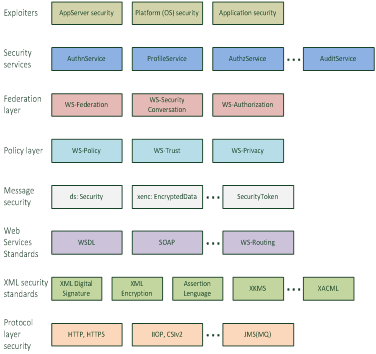 Exploiters
AppServer security
Platform (OS) security
Application security
Security
services
AuthnService
ProfileService
AuthzService
AuditService
Federation
layer
WS-Federation
WS-Security
Conversation
WS-Authorization
Policy layer
WS-Policy
WS-Trust
WS-Privacy
Message
security
ds: Security
xenc: EncryptedData
SecurityToken
Web
Services
Standards
WSDL
SOAP
WS-Routing
XML security
standards
XML Digital
Signature
XML
Encryption
Assertion
Lenguage
XKMS
XACML
Protocol
layer
security
HTTP, HTTPS
IIOP, CSIv2
JMS(MQ)